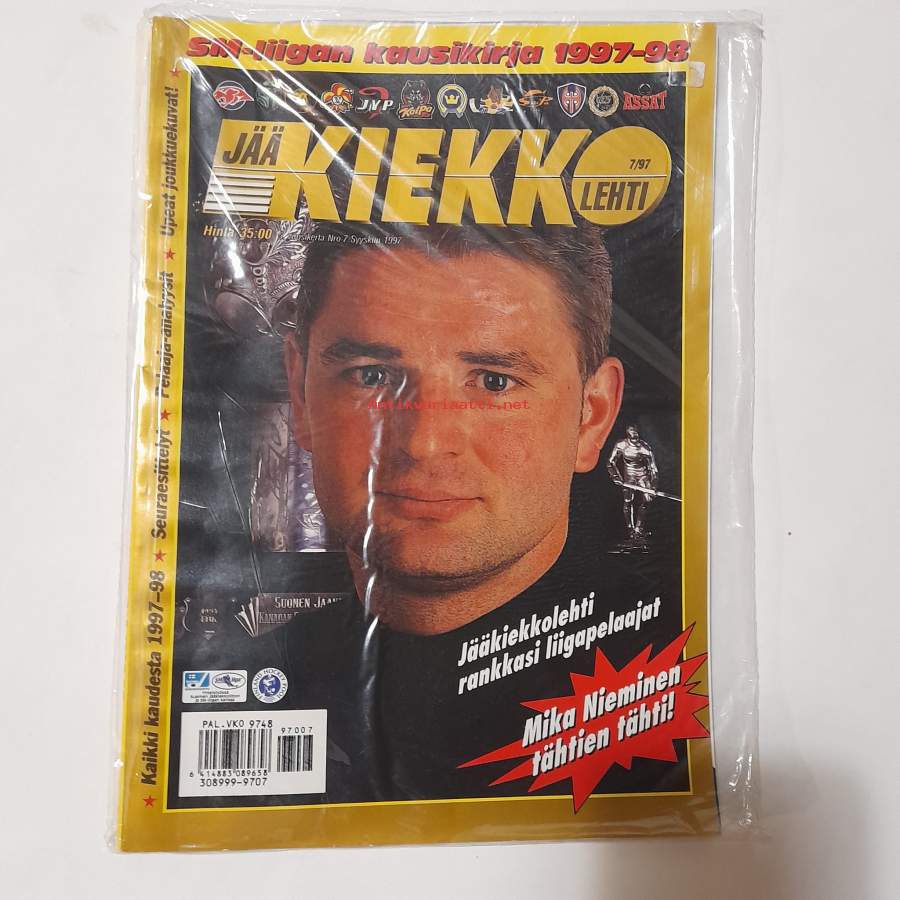 SM-liigan kausikirja 1997-98
JYP
KalPa
ÄSSÄT
JÄÄ
KIEKKO
7/97
LEHTI
Hinta 35:00
Nro 7 Syyskuu 1997
★ Kaikki kaudesta 1997-98 ★ Seuraesittelyt ★ Pelaaja-analyysit ★ Upeat joukkuekuvat! ★
Antikvariaatti.net
SUOMEN
Jääkiekkolehti
rankkasi liigapelaajat
Mika Nieminen
tähtien tähti!
PAL.VKO 9748
97007
6 414883 089658
308999-9707